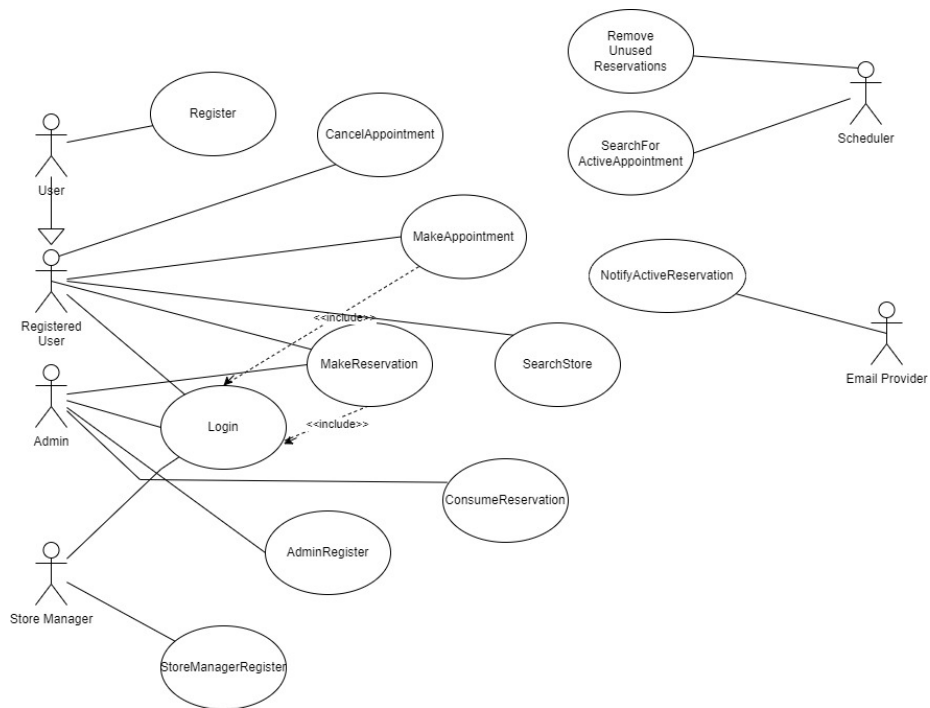 Remove
Unused
Reservations
Register
CancelAppointment
Scheduler
SearchFor
ActiveAppointment
User
MakeAppointment
NotifyActiveReservation
<<include>>
Registered
User
MakeReservation
SearchStore
Email Provider
Login
<<include>>
Admin
ConsumeReservation
AdminRegister
Store Manager
StoreManagerRegister